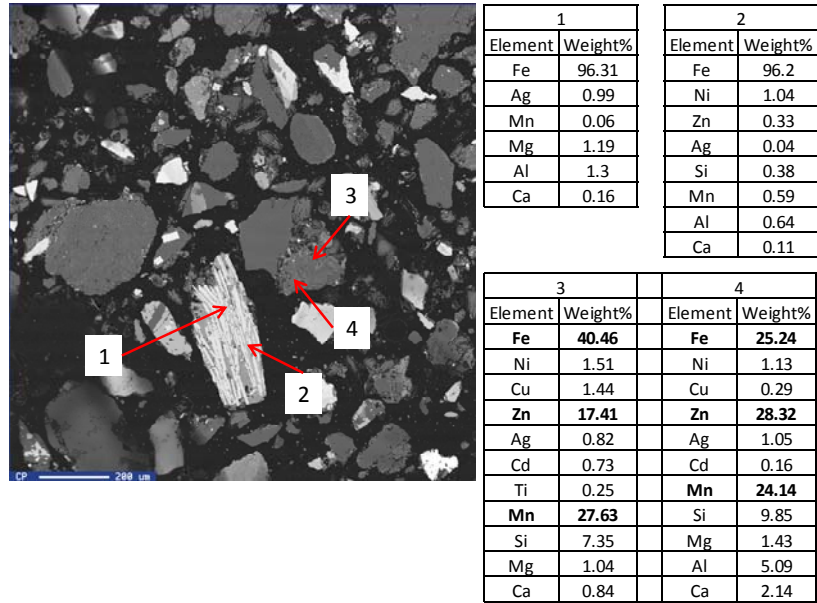 1
Element Weight%
Fe 96.31
Ag 0.99
Mn 0.06
Mg 1.19
Al 1.3
Ca 0.16
2
Element Weight%
Fe 96.2
Ni 1.04
Zn 0.33
Ag 0.04
Si 0.38
Mn 0.59
Al 0.64
Ca 0.11
3
4
1
2
CP 200 um
3 4
Element Weight% Element Weight%
Fe 40.46 Fe 25.24
Ni 1.51 Ni 1.13
Cu 1.44 Cu 0.29
Zn 17.41 Zn 28.32
Ag 0.82 Ag 1.05
Cd 0.73 Cd 0.16
Ti 0.25 Mn 24.14
Mn 27.63 Si 9.85
Si 7.35 Mg 1.43
Mg 1.04 Al 5.09
Ca 0.84 Ca 2.14